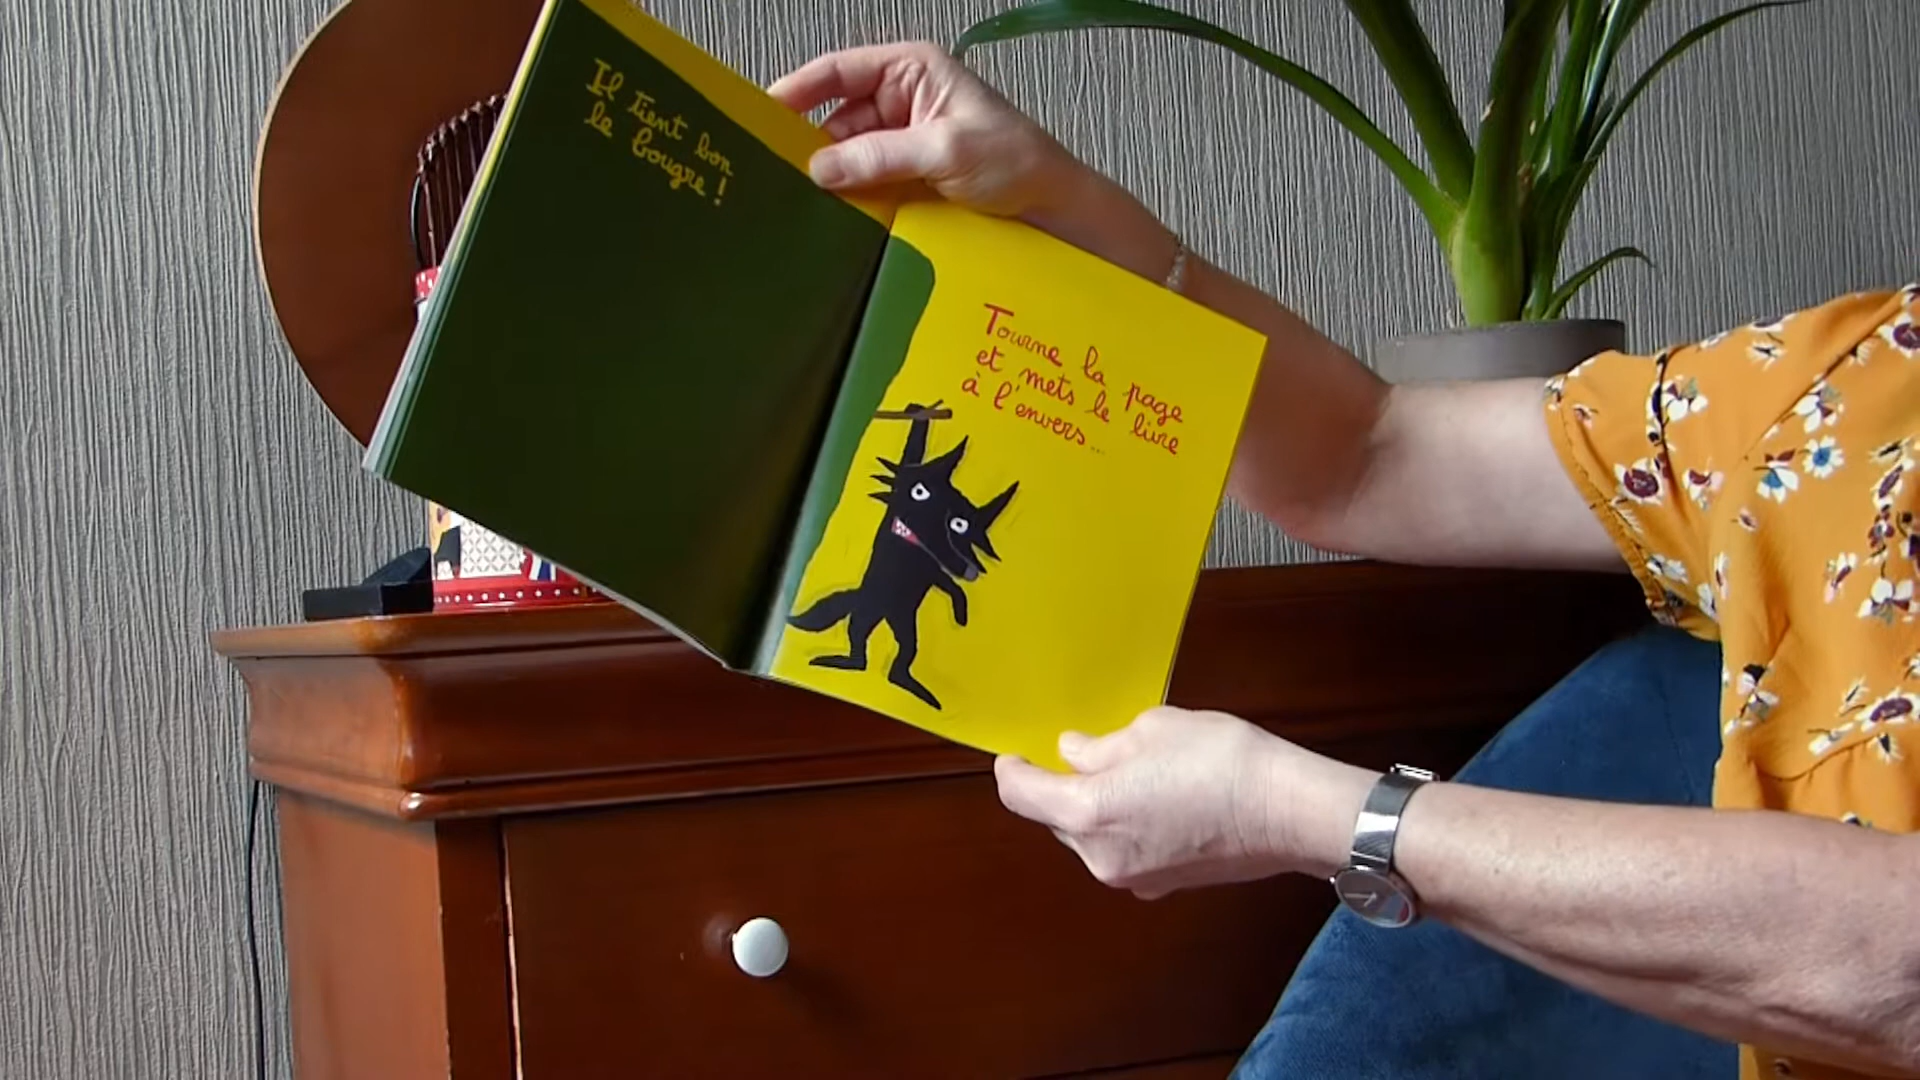 Il tient bon
le bougre !
Tourne la page
et mets le livre
à l'envers...